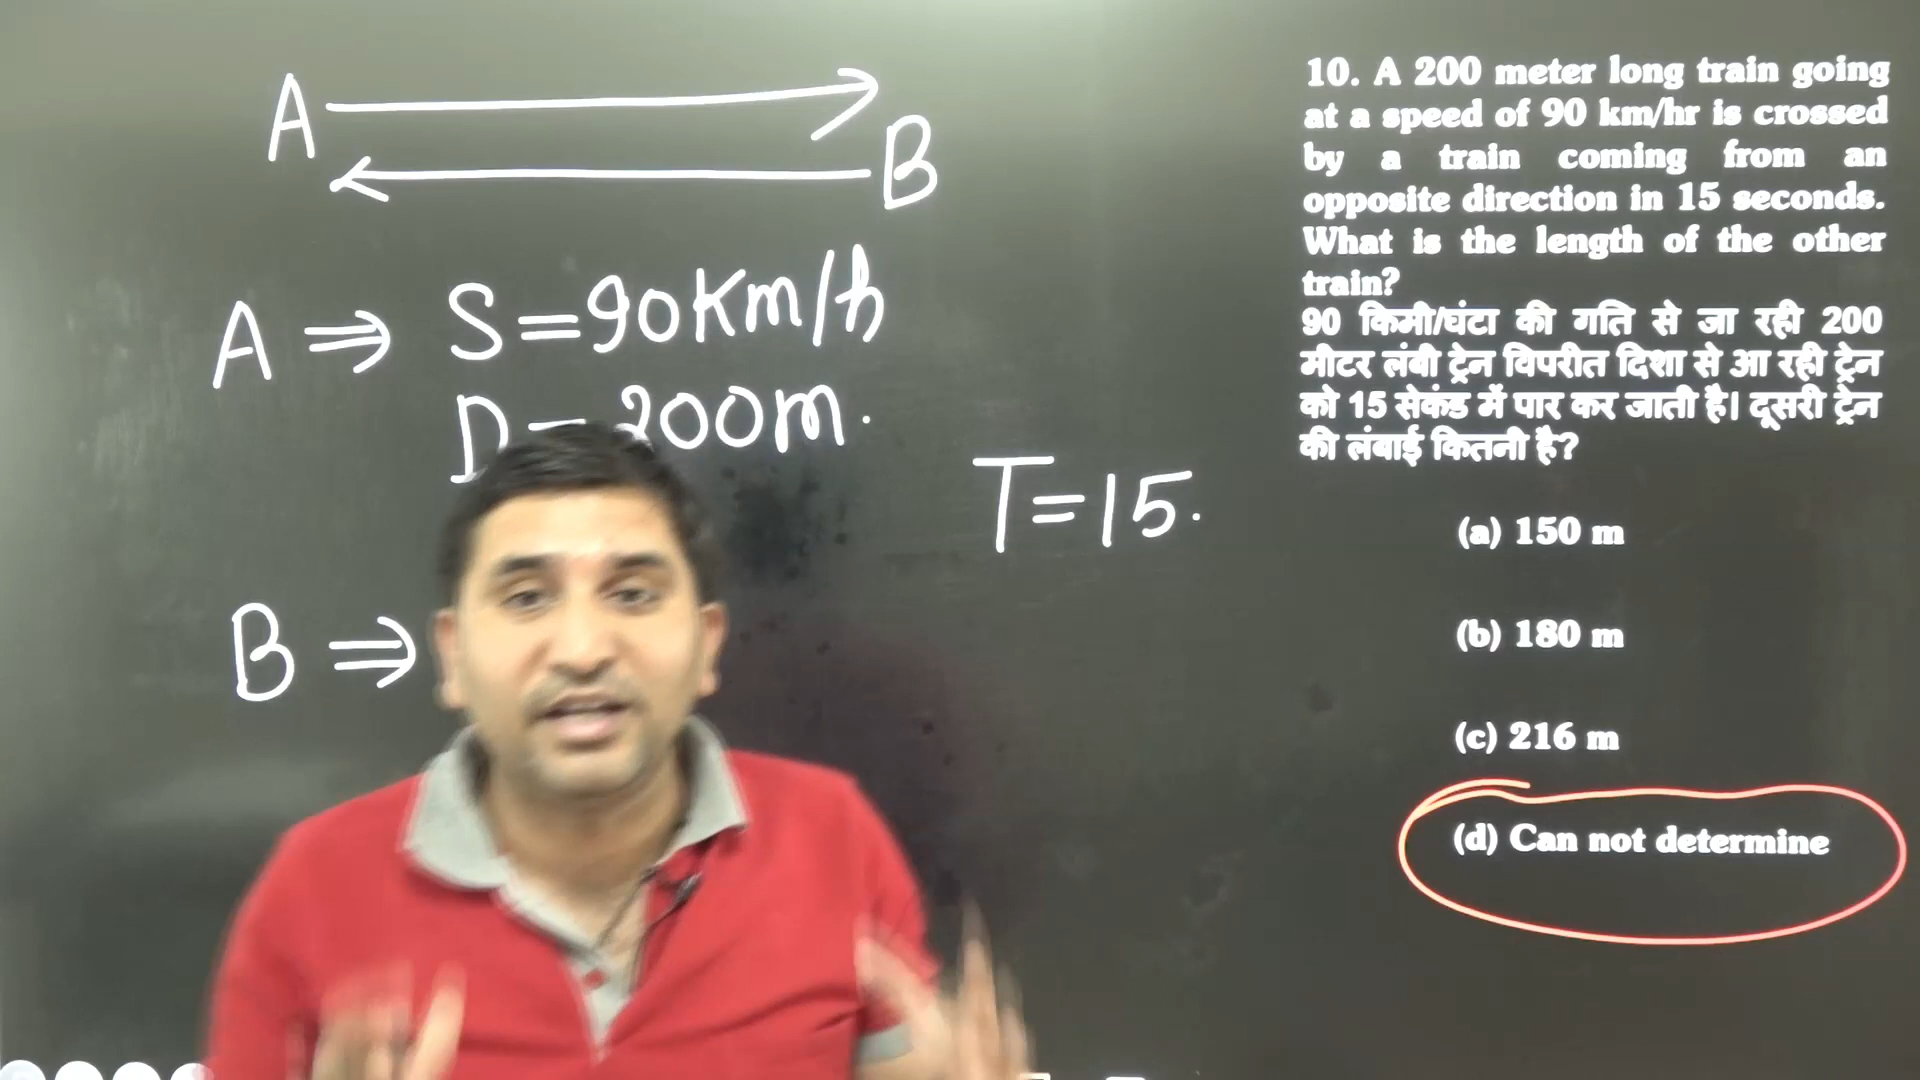 A
B
A ⇒ S = 90 Km/h
D = 200m.
T = 15.
B ⇒
10. A 200 meter long train going
at a speed of 90 km/hr is crossed
by a train coming from an
opposite direction in 15 seconds.
What is the length of the other
train?
90 किमी/घंटा की गति से जा रही 200
मीटर लंबी ट्रेन विपरीत दिशा से आ रही ट्रेन
को 15 सेकंड में पार कर जाती है। दूसरी ट्रेन
की लंबाई कितनी है?
(a) 150 m
(b) 180 m
(c) 216 m
(d) Can not determine